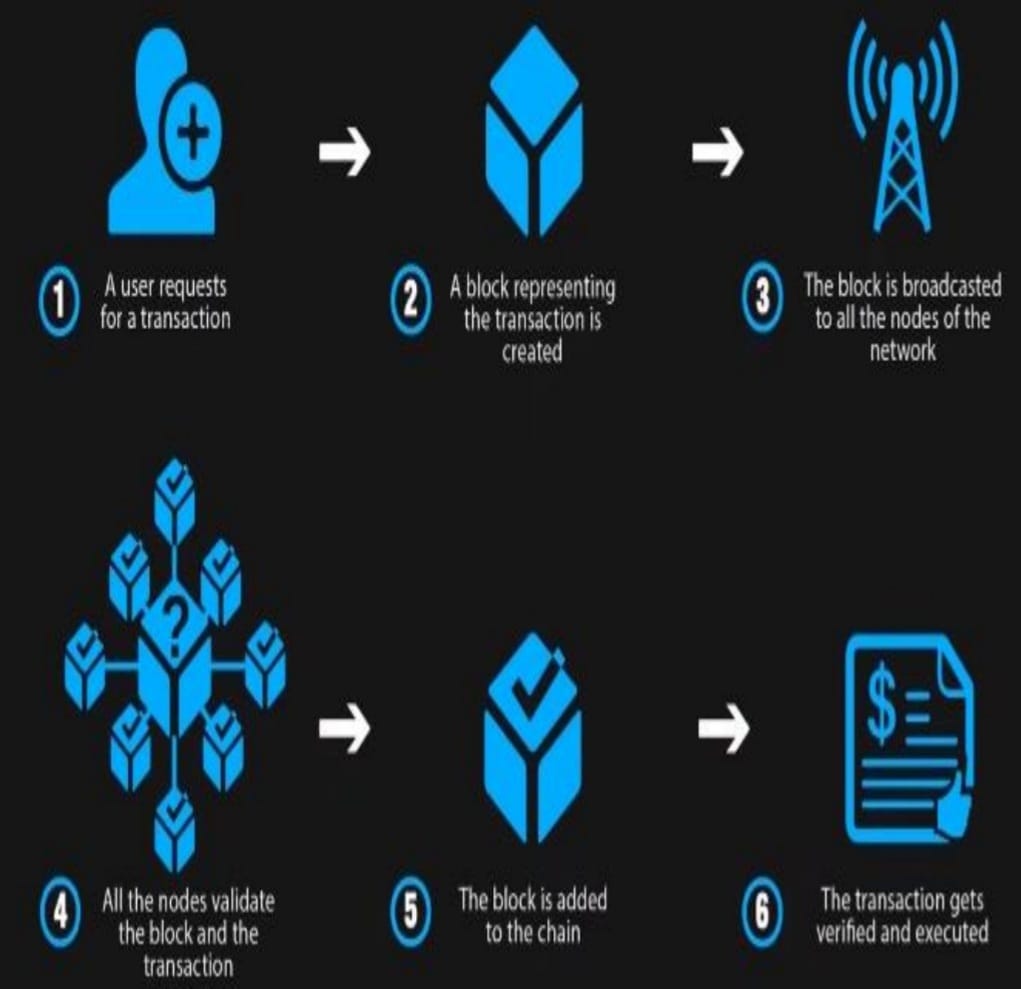 1
A user requests
for a transaction
2
A block representing
the transaction is
created
3
The block is broadcasted
to all the nodes of the
network
?
4
All the nodes validate
the block and the
transaction
5
The block is added
to the chain
$
6
The transaction gets
verified and executed